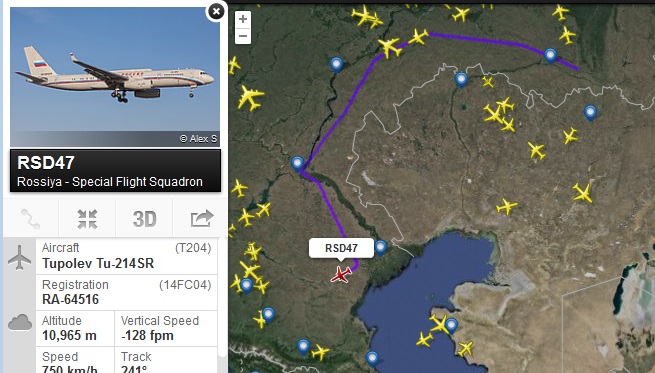 © Alex S
RSD47
Rossiya - Special Flight Squadron
3D
Aircraft (T204)
Tupolev Tu-214SR
Registration (14FC04)
RA-64516
Altitude Vertical Speed
10,965 m -128 fpm
Speed Track
750 km/h 241°
+
-
RSD47